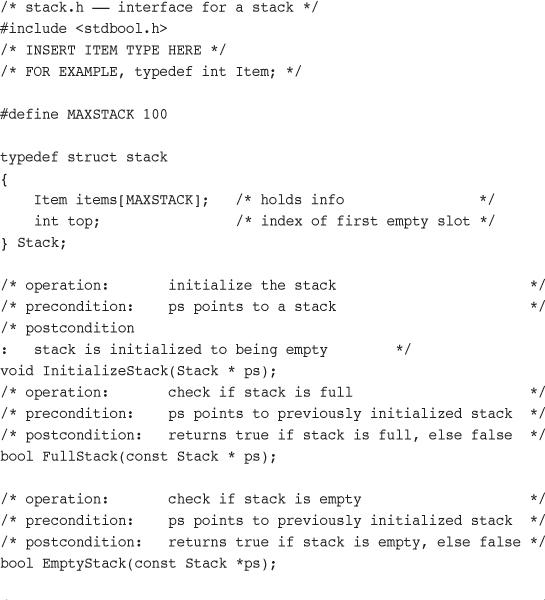 /* stack.h –– interface for a stack */
#include <stdbool.h>
/* INSERT ITEM TYPE HERE */
/* FOR EXAMPLE, typedef int Item; */
#define MAXSTACK 100
typedef struct stack
{
    Item items[MAXSTACK];   /* holds info                */
    int top;                /* index of first empty slot */
} Stack;
/* operation:       initialize the stack                       */
/* precondition:    ps points to a stack                       */
/* postcondition
:   stack is initialized to being empty        */
void InitializeStack(Stack * ps);
/* operation:       check if stack is full                     */
/* precondition:    ps points to previously initialized stack  */
/* postcondition:   returns true if stack is full, else false  */
bool FullStack(const Stack * ps);
/* operation:       check if stack is empty                    */
/* precondition:    ps points to previously initialized stack  */
/* postcondition:   returns true if stack is empty, else false */
bool EmptyStack(const Stack *ps);